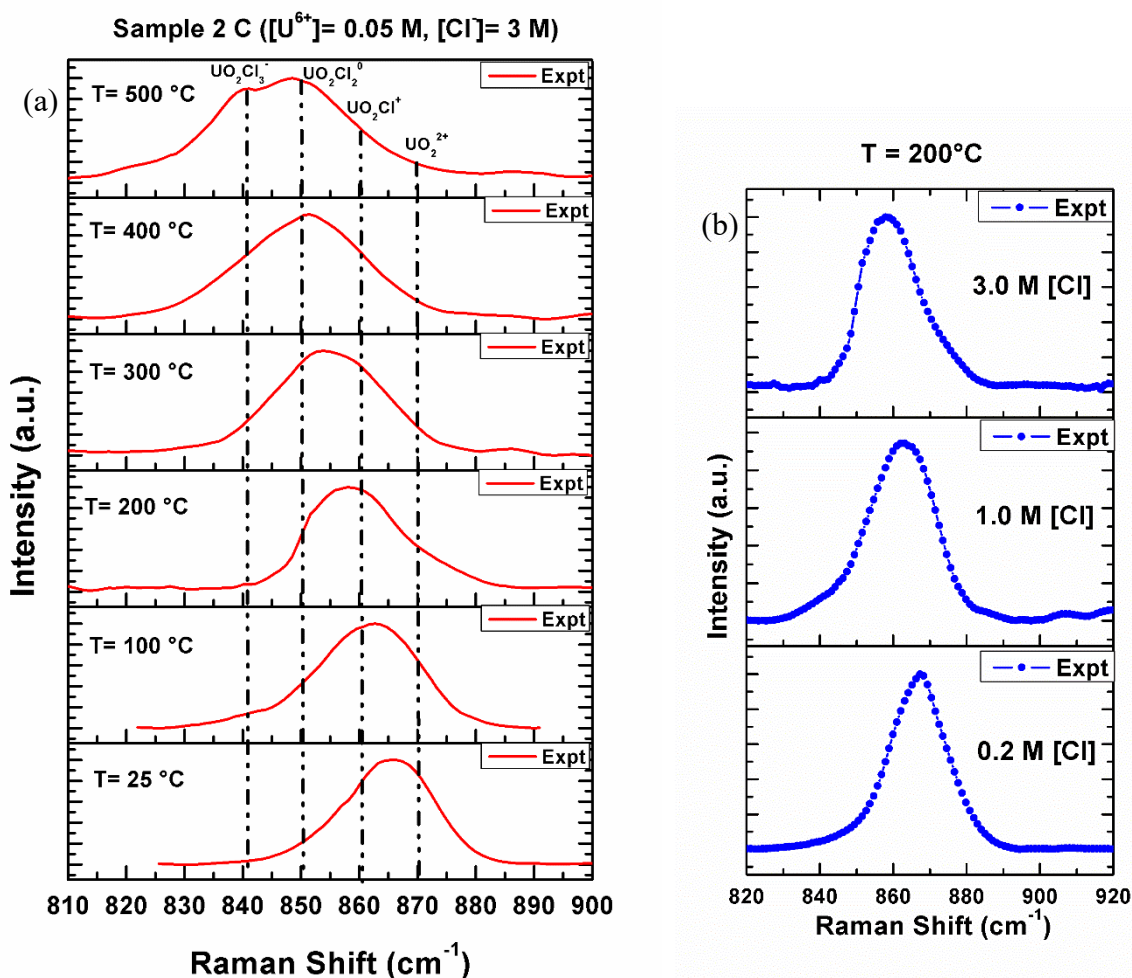 Sample 2 C ([U⁶⁺]= 0.05 M, [Cl⁻]= 3 M)
(a)
T= 500 °C
UO₂Cl₃⁻
UO₂Cl₂⁰
UO₂Cl⁺
UO₂²⁺
Expt
T= 400 °C
Expt
T= 300 °C
Expt
T= 200 °C
Expt
T= 100 °C
Expt
T= 25 °C
Expt
810 820 830 840 850 860 870 880 890 900
Raman Shift (cm⁻¹)
Intensity (a.u.)
(b)
T = 200°C
Expt
3.0 M [Cl]
Expt
1.0 M [Cl]
Expt
0.2 M [Cl]
820 840 860 880 900 920
Raman Shift (cm⁻¹)
Intensity (a.u.)